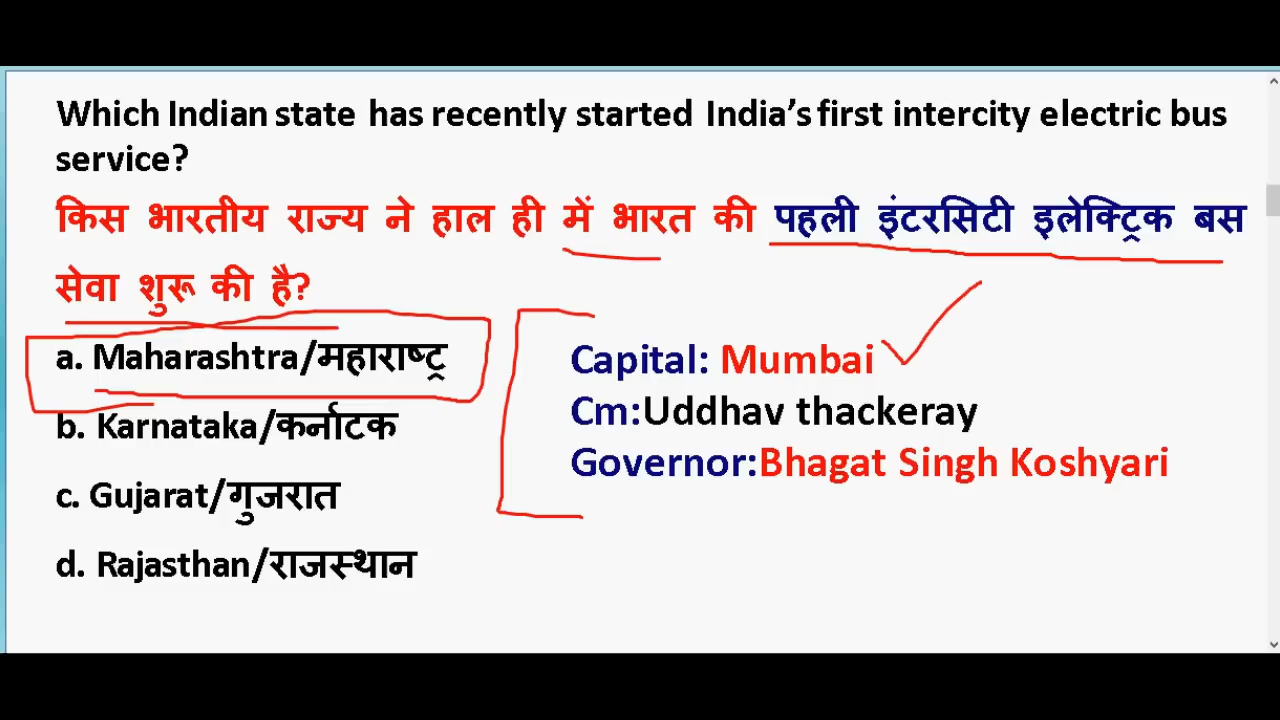 Which Indian state has recently started India’s first intercity electric bus
service?
किस भारतीय राज्य ने हाल ही में भारत की पहली इंटरसिटी इलेक्ट्रिक बस
सेवा शुरू की है?
a. Maharashtra/महाराष्ट्र
b. Karnataka/कर्नाटक
c. Gujarat/गुजरात
d. Rajasthan/राजस्थान
Capital: Mumbai
Cm:Uddhav thackeray
Governor:Bhagat Singh Koshyari